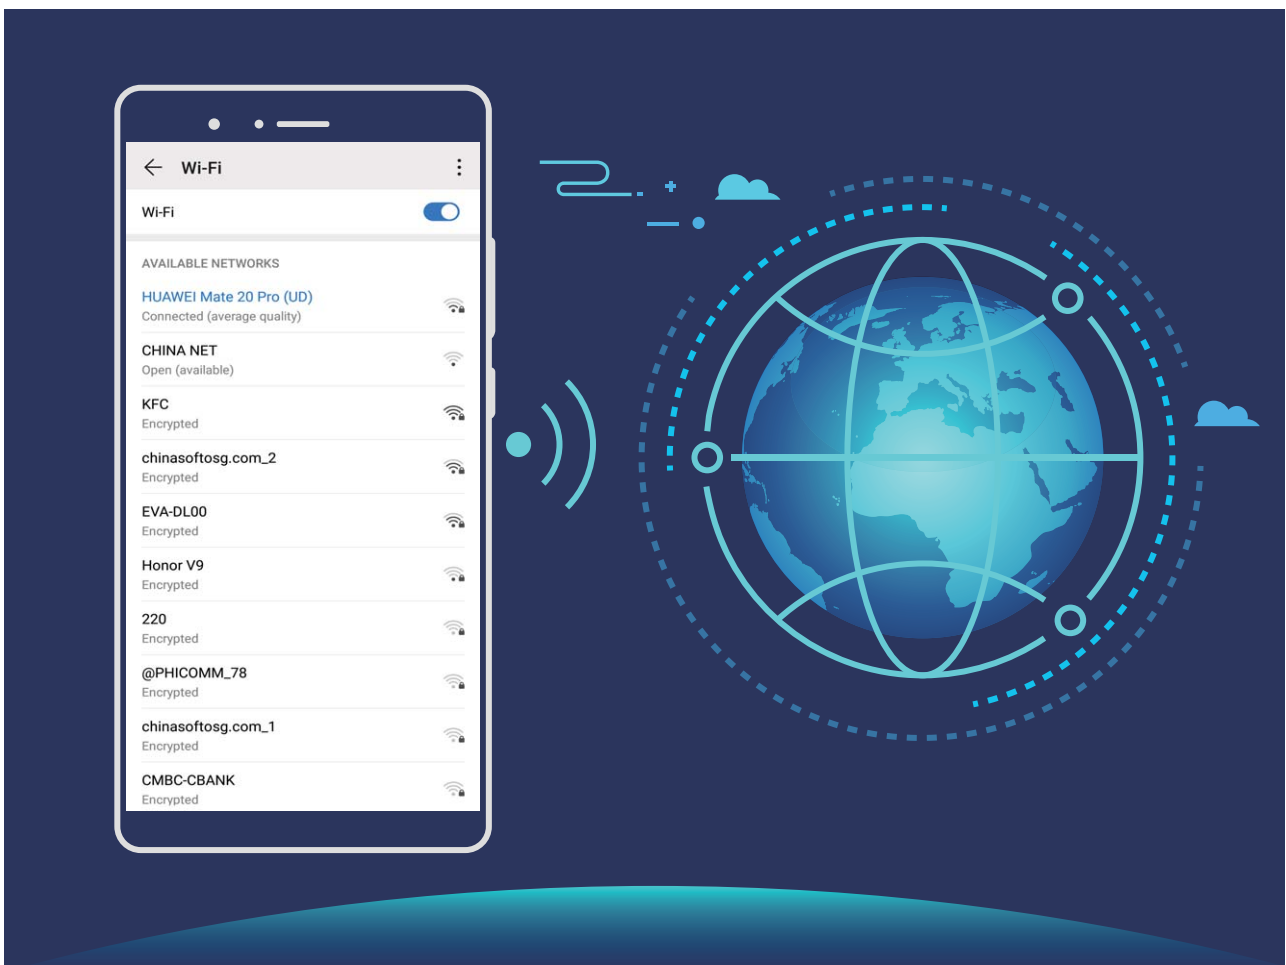 Wi-Fi
Wi-Fi
AVAILABLE NETWORKS
HUAWEI Mate 20 Pro (UD)
Connected (average quality)
CHINA NET
Open (available)
KFC
Encrypted
chinasoftosg.com_2
Encrypted
EVA-DL00
Encrypted
Honor V9
Encrypted
220
Encrypted
@PHICOMM_78
Encrypted
chinasoftosg.com_1
Encrypted
CMBC-CBANK
Encrypted